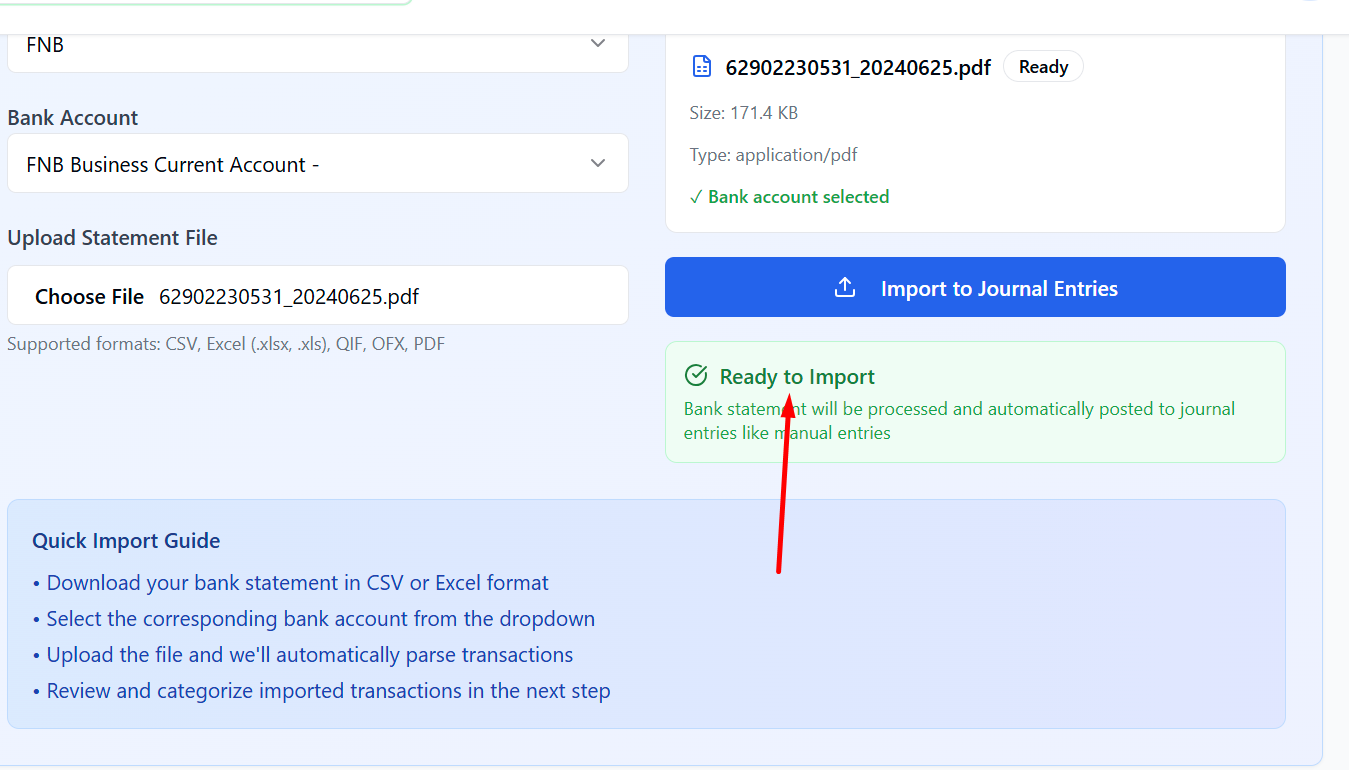 FNB
Bank Account
FNB Business Current Account -
Upload Statement File
Choose File 62902230531_20240625.pdf
Supported formats: CSV, Excel (.xlsx, .xls), QIF, OFX, PDF
62902230531_20240625.pdf Ready
Size: 171.4 KB
Type: application/pdf
✓ Bank account selected
Import to Journal Entries
Ready to Import
Bank statement will be processed and automatically posted to journal
entries like manual entries
Quick Import Guide
• Download your bank statement in CSV or Excel format
• Select the corresponding bank account from the dropdown
• Upload the file and we'll automatically parse transactions
• Review and categorize imported transactions in the next step